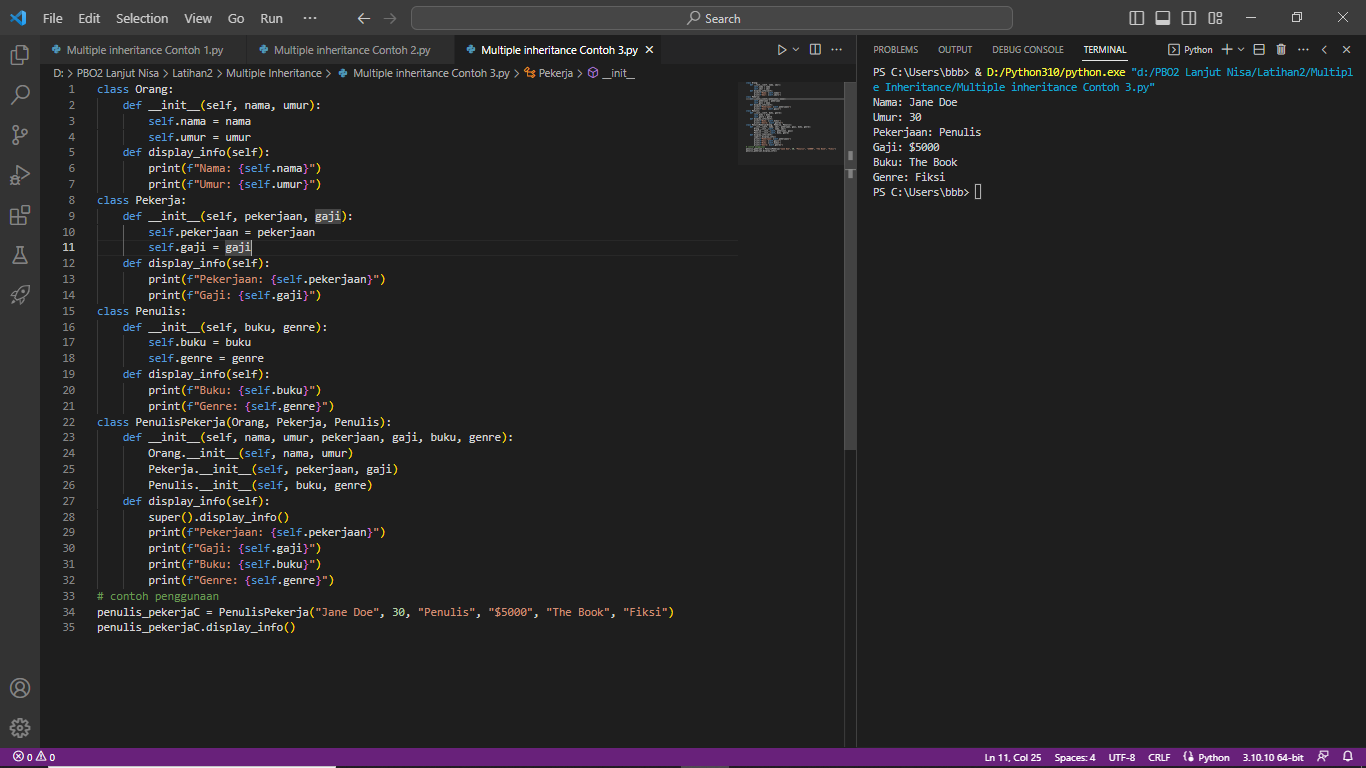 File Edit Selection View Go Run ··· Search
Multiple inheritance Contoh 1.py Multiple inheritance Contoh 2.py Multiple inheritance Contoh 3.py
D: > PBO2 Lanjut Nisa > Latihan2 > Multiple Inheritance > Multiple inheritance Contoh 3.py > Pekerja > __init__
1 class Orang:
2     def __init__(self, nama, umur):
3         self.nama = nama
4         self.umur = umur
5     def display_info(self):
6         print(f"Nama: {self.nama}")
7         print(f"Umur: {self.umur}")
8 class Pekerja:
9     def __init__(self, pekerjaan, gaji):
10         self.pekerjaan = pekerjaan
11         self.gaji = gaji
12     def display_info(self):
13         print(f"Pekerjaan: {self.pekerjaan}")
14         print(f"Gaji: {self.gaji}")
15 class Penulis:
16     def __init__(self, buku, genre):
17         self.buku = buku
18         self.genre = genre
19     def display_info(self):
20         print(f"Buku: {self.buku}")
21         print(f"Genre: {self.genre}")
22 class PenulisPekerja(Orang, Pekerja, Penulis):
23     def __init__(self, nama, umur, pekerjaan, gaji, buku, genre):
24         Orang.__init__(self, nama, umur)
25         Pekerja.__init__(self, pekerjaan, gaji)
26         Penulis.__init__(self, buku, genre)
27     def display_info(self):
28         super().display_info()
29         print(f"Pekerjaan: {self.pekerjaan}")
30         print(f"Gaji: {self.gaji}")
31         print(f"Buku: {self.buku}")
32         print(f"Genre: {self.genre}")
33 # contoh penggunaan
34 penulis_pekerjaC = PenulisPekerja("Jane Doe", 30, "Penulis", "$5000", "The Book", "Fiksi")
35 penulis_pekerjaC.display_info()
PROBLEMS OUTPUT DEBUG CONSOLE TERMINAL Python
PS C:\Users\bbb> & D:/Python310/python.exe "d:/PBO2 Lanjut Nisa/Latihan2/Multipl
e Inheritance/Multiple inheritance Contoh 3.py"
Nama: Jane Doe
Umur: 30
Pekerjaan: Penulis
Gaji: $5000
Buku: The Book
Genre: Fiksi
PS C:\Users\bbb>
0 0 Ln 11, Col 25 Spaces: 4 UTF-8 CRLF Python 3.10.10 64-bit